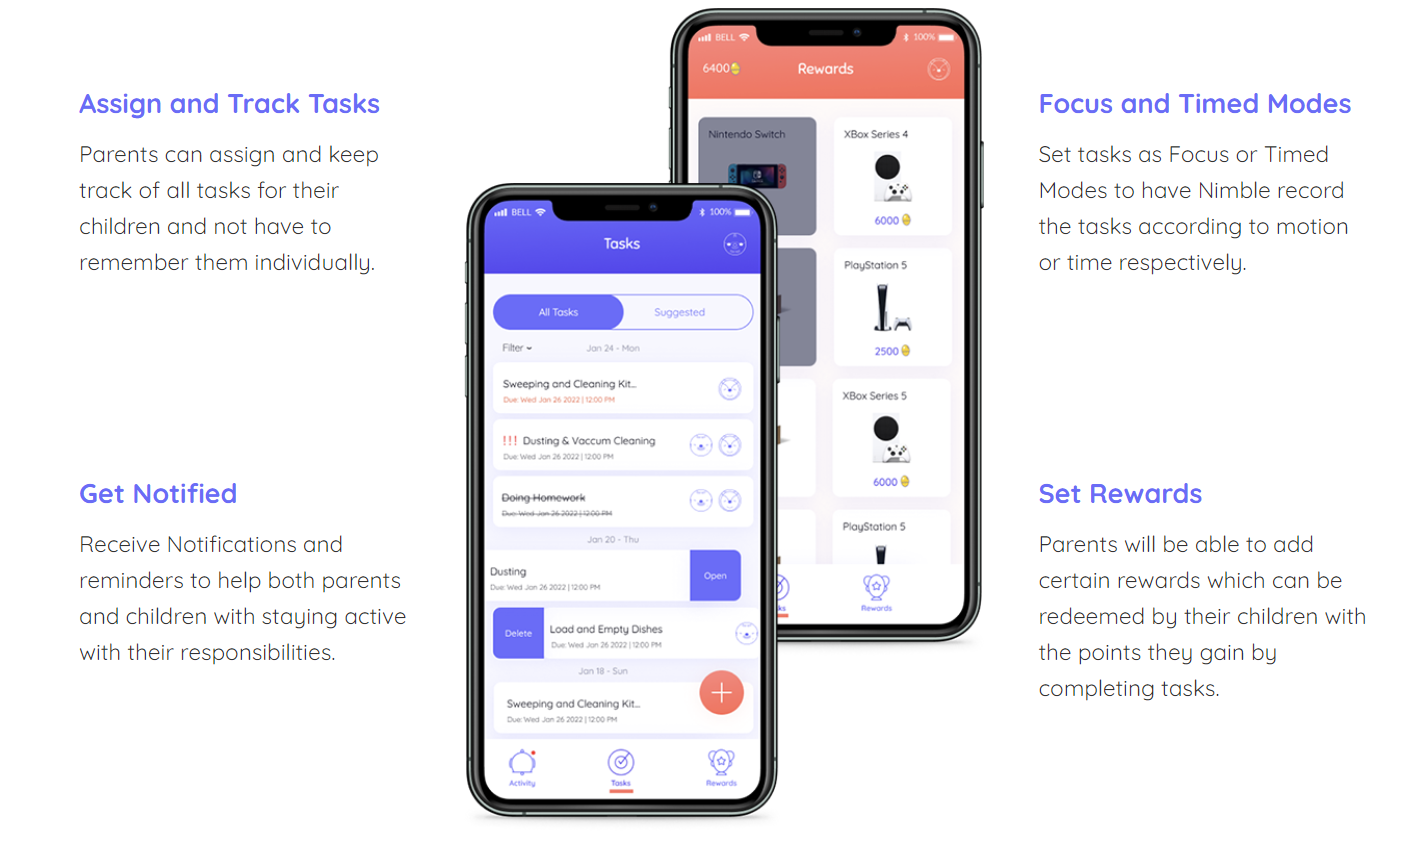 Assign and Track Tasks
Parents can assign and keep
track of all tasks for their
children and not have to
remember them individually.
Get Notified
Receive Notifications and
reminders to help both parents
and children with staying active
with their responsibilities.
BELL 100%
6400 Rewards
Nintendo Switch
XBox Series 4
6000
PlayStation 5
2500
XBox Series 5
6000
PlayStation 5
Rewards
BELL 100%
Tasks
All Tasks Suggested
Filter Jan 24 - Mon
Sweeping and Cleaning Kit...
Due: Wed Jan 26 2022 | 12:00 PM
!!! Dusting & Vaccum Cleaning
Due: Wed Jan 26 2022 | 12:00 PM
Doing Homework
Due: Wed Jan 26 2022 | 12:00 PM
Jan 20 - Thu
Dusting
Due: Wed Jan 26 2022 | 12:00 PM
Open
Delete
Load and Empty Dishes
Due: Wed Jan 26 2022 | 12:00 PM
Jan 18 - Sun
Sweeping and Cleaning Kit...
Due: Wed Jan 26 2022 | 12:00 PM
Activity Tasks Rewards
Focus and Timed Modes
Set tasks as Focus or Timed
Modes to have Nimble record
the tasks according to motion
or time respectively.
Set Rewards
Parents will be able to add
certain rewards which can be
redeemed by their children with
the points they gain by
completing tasks.